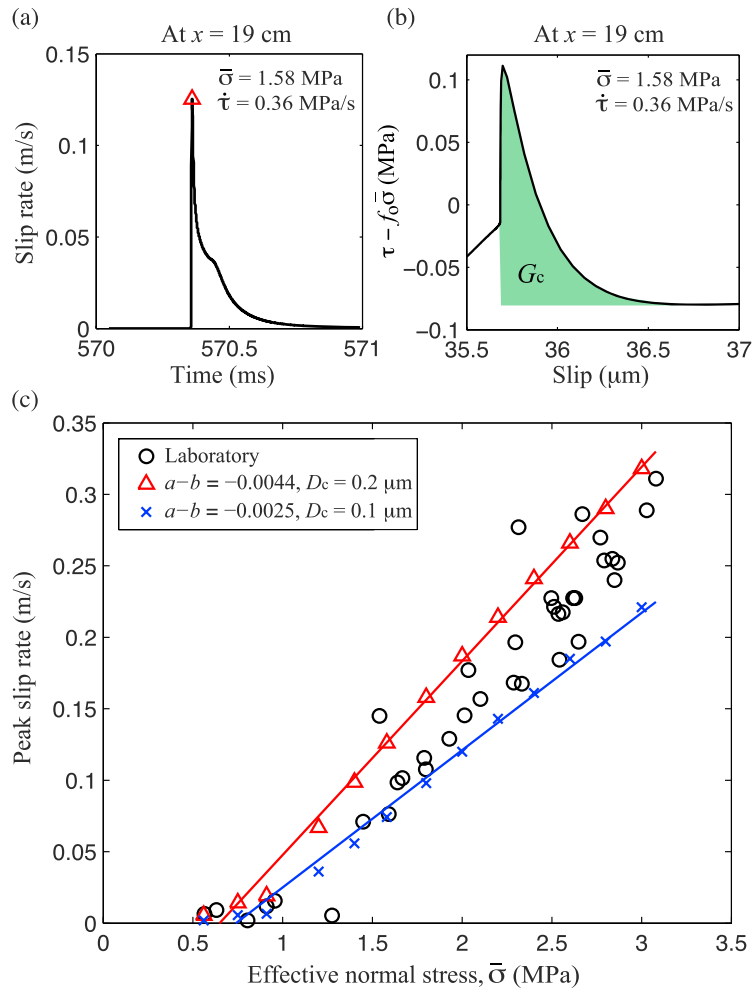 (a)
At x = 19 cm
σ̄ = 1.58 MPa
τ̇ = 0.36 MPa/s
Slip rate (m/s)
0.15
0.1
0.05
0
570
570.5
571
Time (ms)
(b)
At x = 19 cm
σ̄ = 1.58 MPa
τ̇ = 0.36 MPa/s
τ – fₒσ̄ (MPa)
0.1
0.05
0
−0.05
−0.1
Gc
35.5
36
36.5
37
Slip (μm)
(c)
Laboratory
a−b = −0.0044, Dc = 0.2 μm
a−b = −0.0025, Dc = 0.1 μm
Peak slip rate (m/s)
0.35
0.3
0.25
0.2
0.15
0.1
0.05
0
0
0.5
1
1.5
2
2.5
3
3.5
Effective normal stress, σ̄ (MPa)